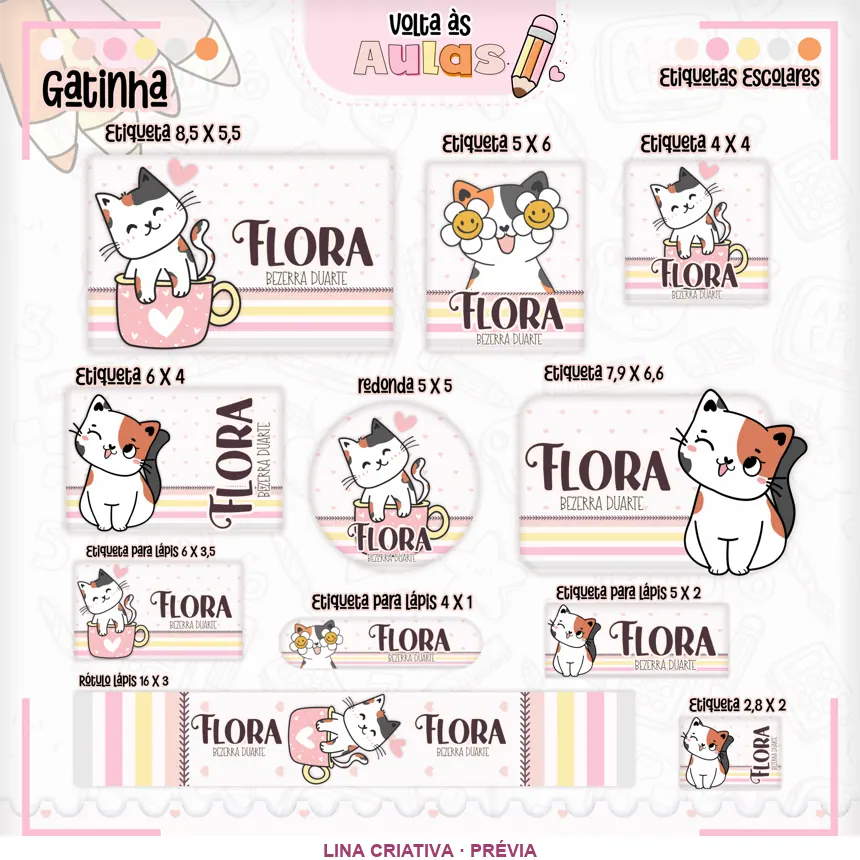 Volta às
Aulas
Gatinha
Etiquetas Escolares
Etiqueta 8,5 X 5,5
FLORA
BEZERRA DUARTE
Etiqueta 5 X 6
FLORA
BEZERRA DUARTE
Etiqueta 4 X 4
FLORA
BEZERRA DUARTE
Etiqueta 6 X 4
FLORA
BEZERRA DUARTE
redonda 5 X 5
FLORA
BEZERRA DUARTE
Etiqueta 7,9 X 6,6
FLORA
BEZERRA DUARTE
Etiqueta para Lápis 6 X 3,5
FLORA
BEZERRA DUARTE
Etiqueta para Lápis 4 X 1
FLORA
BEZERRA DUARTE
Etiqueta para Lápis 5 X 2
FLORA
BEZERRA DUARTE
Rótulo Lápis 16 X 3
FLORA
BEZERRA DUARTE
FLORA
BEZERRA DUARTE
Etiqueta 2,8 X 2
FLORA
BEZERRA DUARTE
LINA CRIATIVA · PRÉVIA